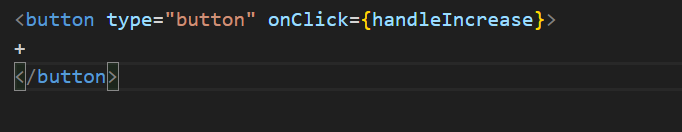 <button type="button" onClick={handleIncrease}>
+
</button>